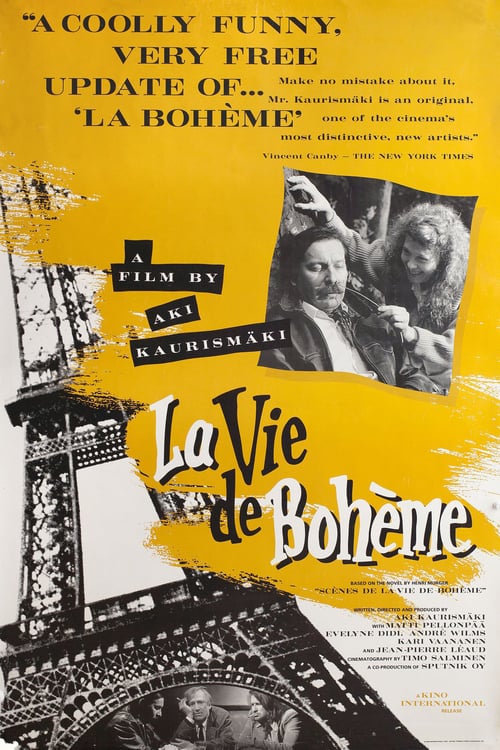 "A COOLLY FUNNY,
VERY FREE
UPDATE OF...
'LA BOHÈME'
Make no mistake about it,
Mr. Kaurismäki is an original,
one of the cinema's
most distinctive, new artists."
Vincent Canby – THE NEW YORK TIMES
A
FILM BY
AKI
KAURISMÄKI
La Vie
de Bohème
BASED ON THE NOVEL BY HENRI MURGER
"SCÈNES DE LA VIE DE BOHÈME"
WRITTEN, DIRECTED AND PRODUCED BY
AKI KAURISMÄKI
WITH MATTI PELLONPÄÄ
EVELYNE DIDI, ANDRÉ WILMS
KARI VÄÄNANEN
AND JEAN-PIERRE LÉAUD
CINEMATOGRAPHY BY TIMO SALMINEN
A CO-PRODUCTION OF SPUTNIK OY
A KINO
INTERNATIONAL
RELEASE